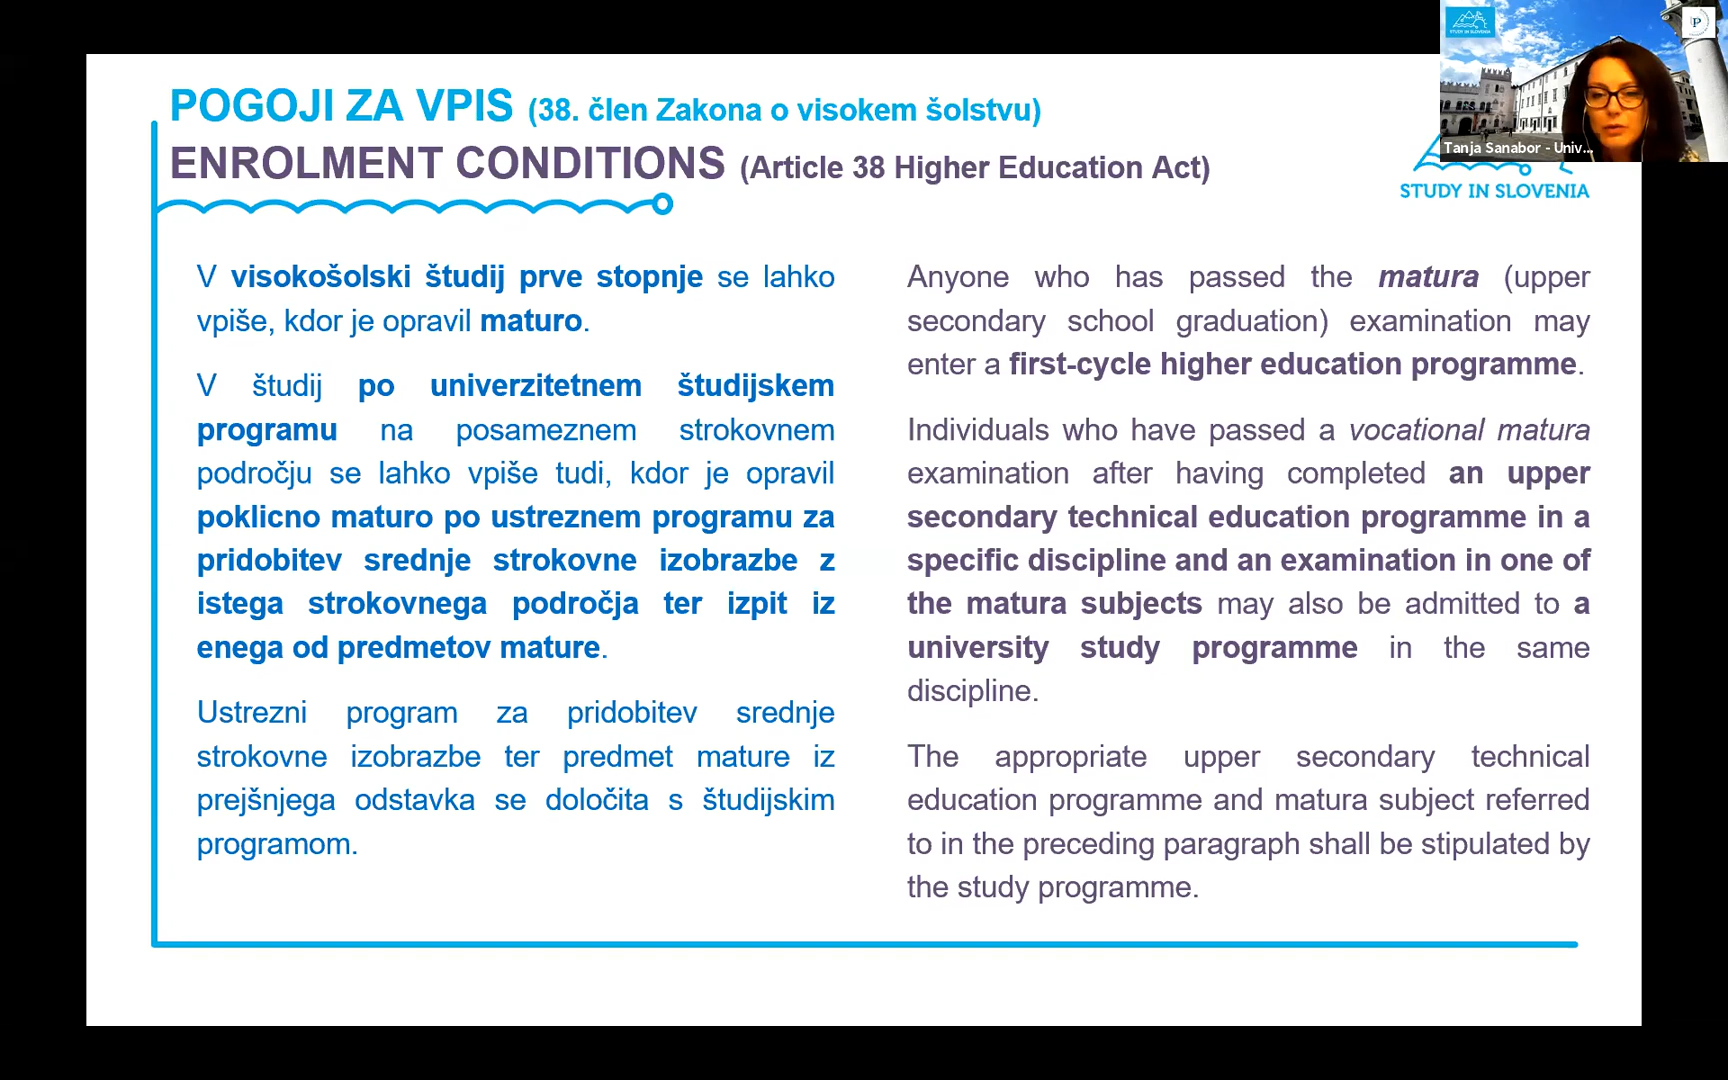 POGOJI ZA VPIS (38. člen Zakona o visokem šolstvu)
ENROLMENT CONDITIONS (Article 38 Higher Education Act)
STUDY IN SLOVENIA
P
Tanja Sanabor - Univ...
STUDY IN SLOVENIA
V visokošolski študij prve stopnje se lahko
vpiše, kdor je opravil maturo.
V študij po univerzitetnem študijskem
programu na posameznem strokovnem
področju se lahko vpiše tudi, kdor je opravil
poklicno maturo po ustreznem programu za
pridobitev srednje strokovne izobrazbe z
istega strokovnega področja ter izpit iz
enega od predmetov mature.
Ustrezni program za pridobitev srednje
strokovne izobrazbe ter predmet mature iz
prejšnjega odstavka se določita s študijskim
programom.
Anyone who has passed the matura (upper
secondary school graduation) examination may
enter a first-cycle higher education programme.
Individuals who have passed a vocational matura
examination after having completed an upper
secondary technical education programme in a
specific discipline and an examination in one of
the matura subjects may also be admitted to a
university study programme in the same
discipline.
The appropriate upper secondary technical
education programme and matura subject referred
to in the preceding paragraph shall be stipulated by
the study programme.